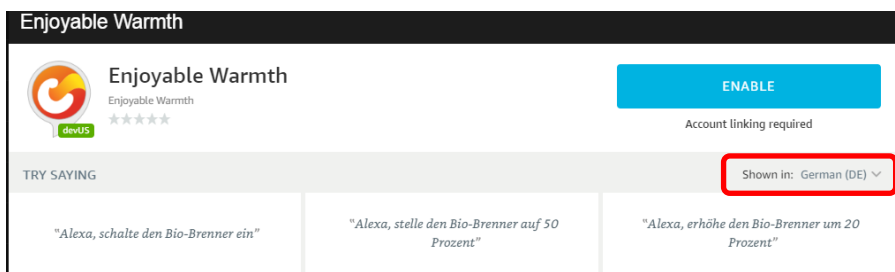 Enjoyable Warmth
Enjoyable Warmth
Enjoyable Warmth
devUS
ENABLE
Account linking required
TRY SAYING
Shown in: German (DE)
"Alexa, schalte den Bio-Brenner ein"
"Alexa, stelle den Bio-Brenner auf 50
Prozent"
"Alexa, erhöhe den Bio-Brenner um 20
Prozent"